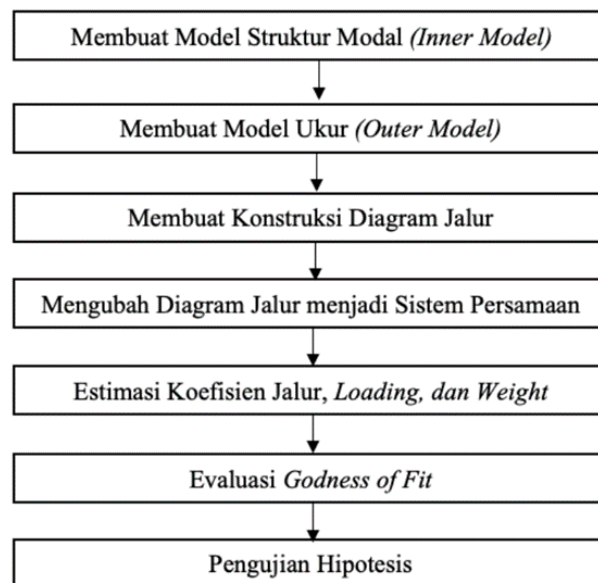 Membuat Model Struktur Modal (Inner Model)
Membuat Model Ukur (Outer Model)
Membuat Konstruksi Diagram Jalur
Mengubah Diagram Jalur menjadi Sistem Persamaan
Estimasi Koefisien Jalur, Loading, dan Weight
Evaluasi Godness of Fit
Pengujian Hipotesis